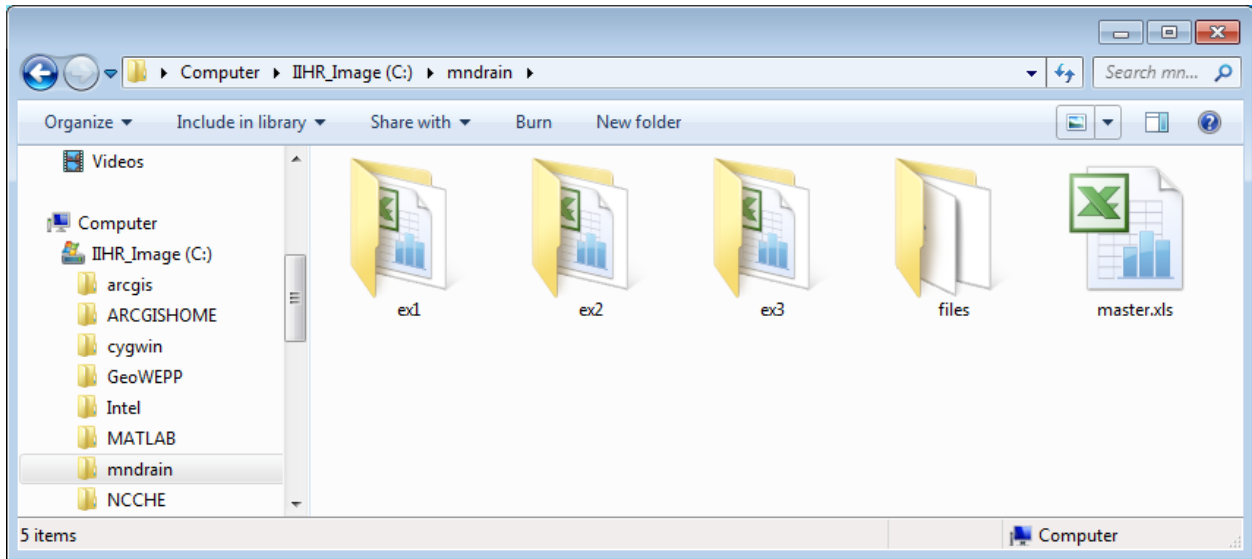 Computer IIHR_Image (C:) mndrain
Search mn...
Organize Include in library Share with Burn New folder
Videos
Computer
IIHR_Image (C:)
arcgis
ARCGISHOME
cygwin
GeoWEPP
Intel
MATLAB
mndrain
NCCHE
ex1
ex2
ex3
files
master.xls
5 items
Computer